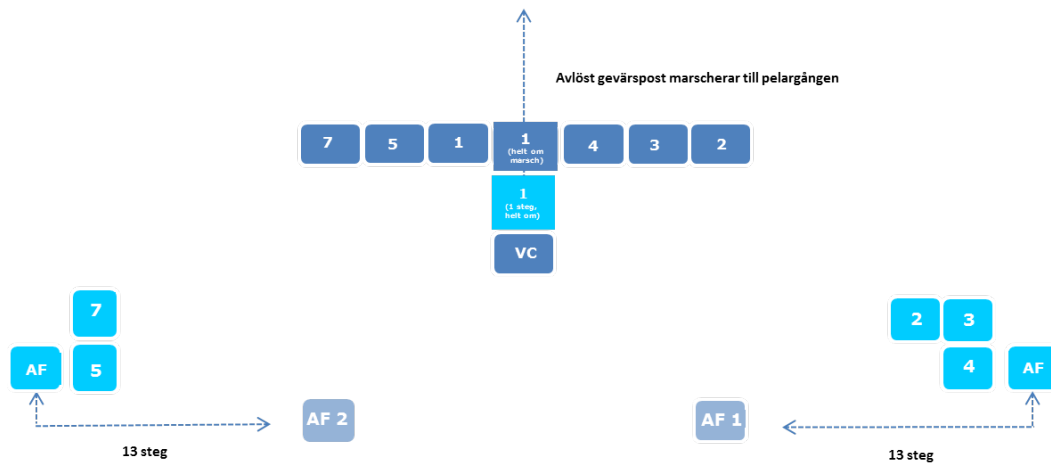 Avlöst gevärspost marscherar till pelargången
7 5 1 1 4 3 2
(helt om
marsch)
1
(1 steg,
helt om)
VC
7
2 3
AF 5
4 AF
AF 2
AF 1
13 steg
13 steg